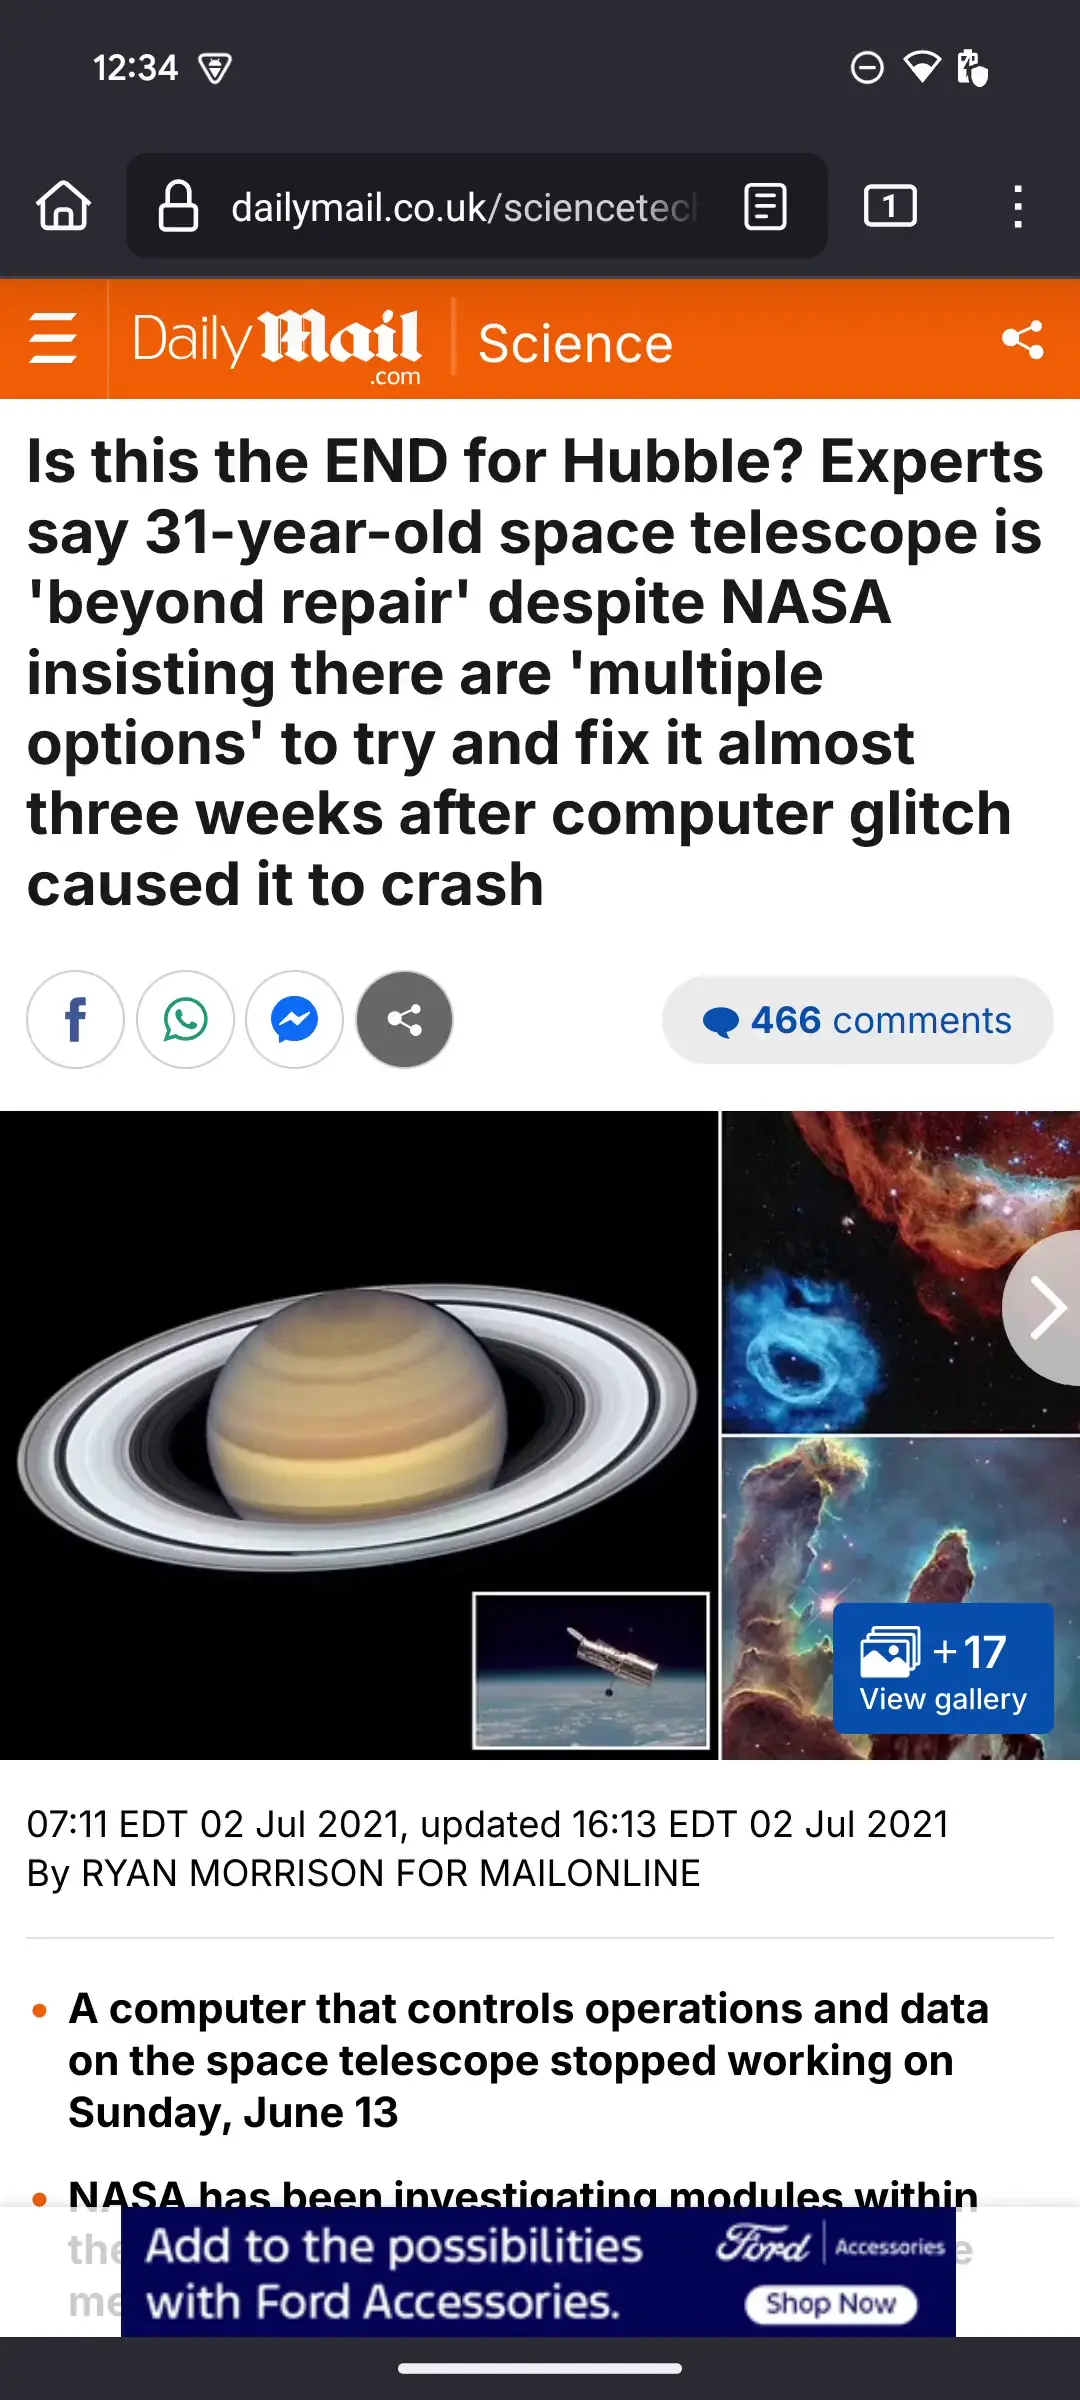 12:34
dailymail.co.uk/sciencetec
1
Daily Mail
.com
Science
Is this the END for Hubble? Experts
say 31-year-old space telescope is
'beyond repair' despite NASA
insisting there are 'multiple
options' to try and fix it almost
three weeks after computer glitch
caused it to crash
466 comments
+17
View gallery
07:11 EDT 02 Jul 2021, updated 16:13 EDT 02 Jul 2021
By RYAN MORRISON FOR MAILONLINE
• A computer that controls operations and data
on the space telescope stopped working on
Sunday, June 13
• NASA has been investigating modules within
Add to the possibilities
with Ford Accessories.
Ford | Accessories
Shop Now